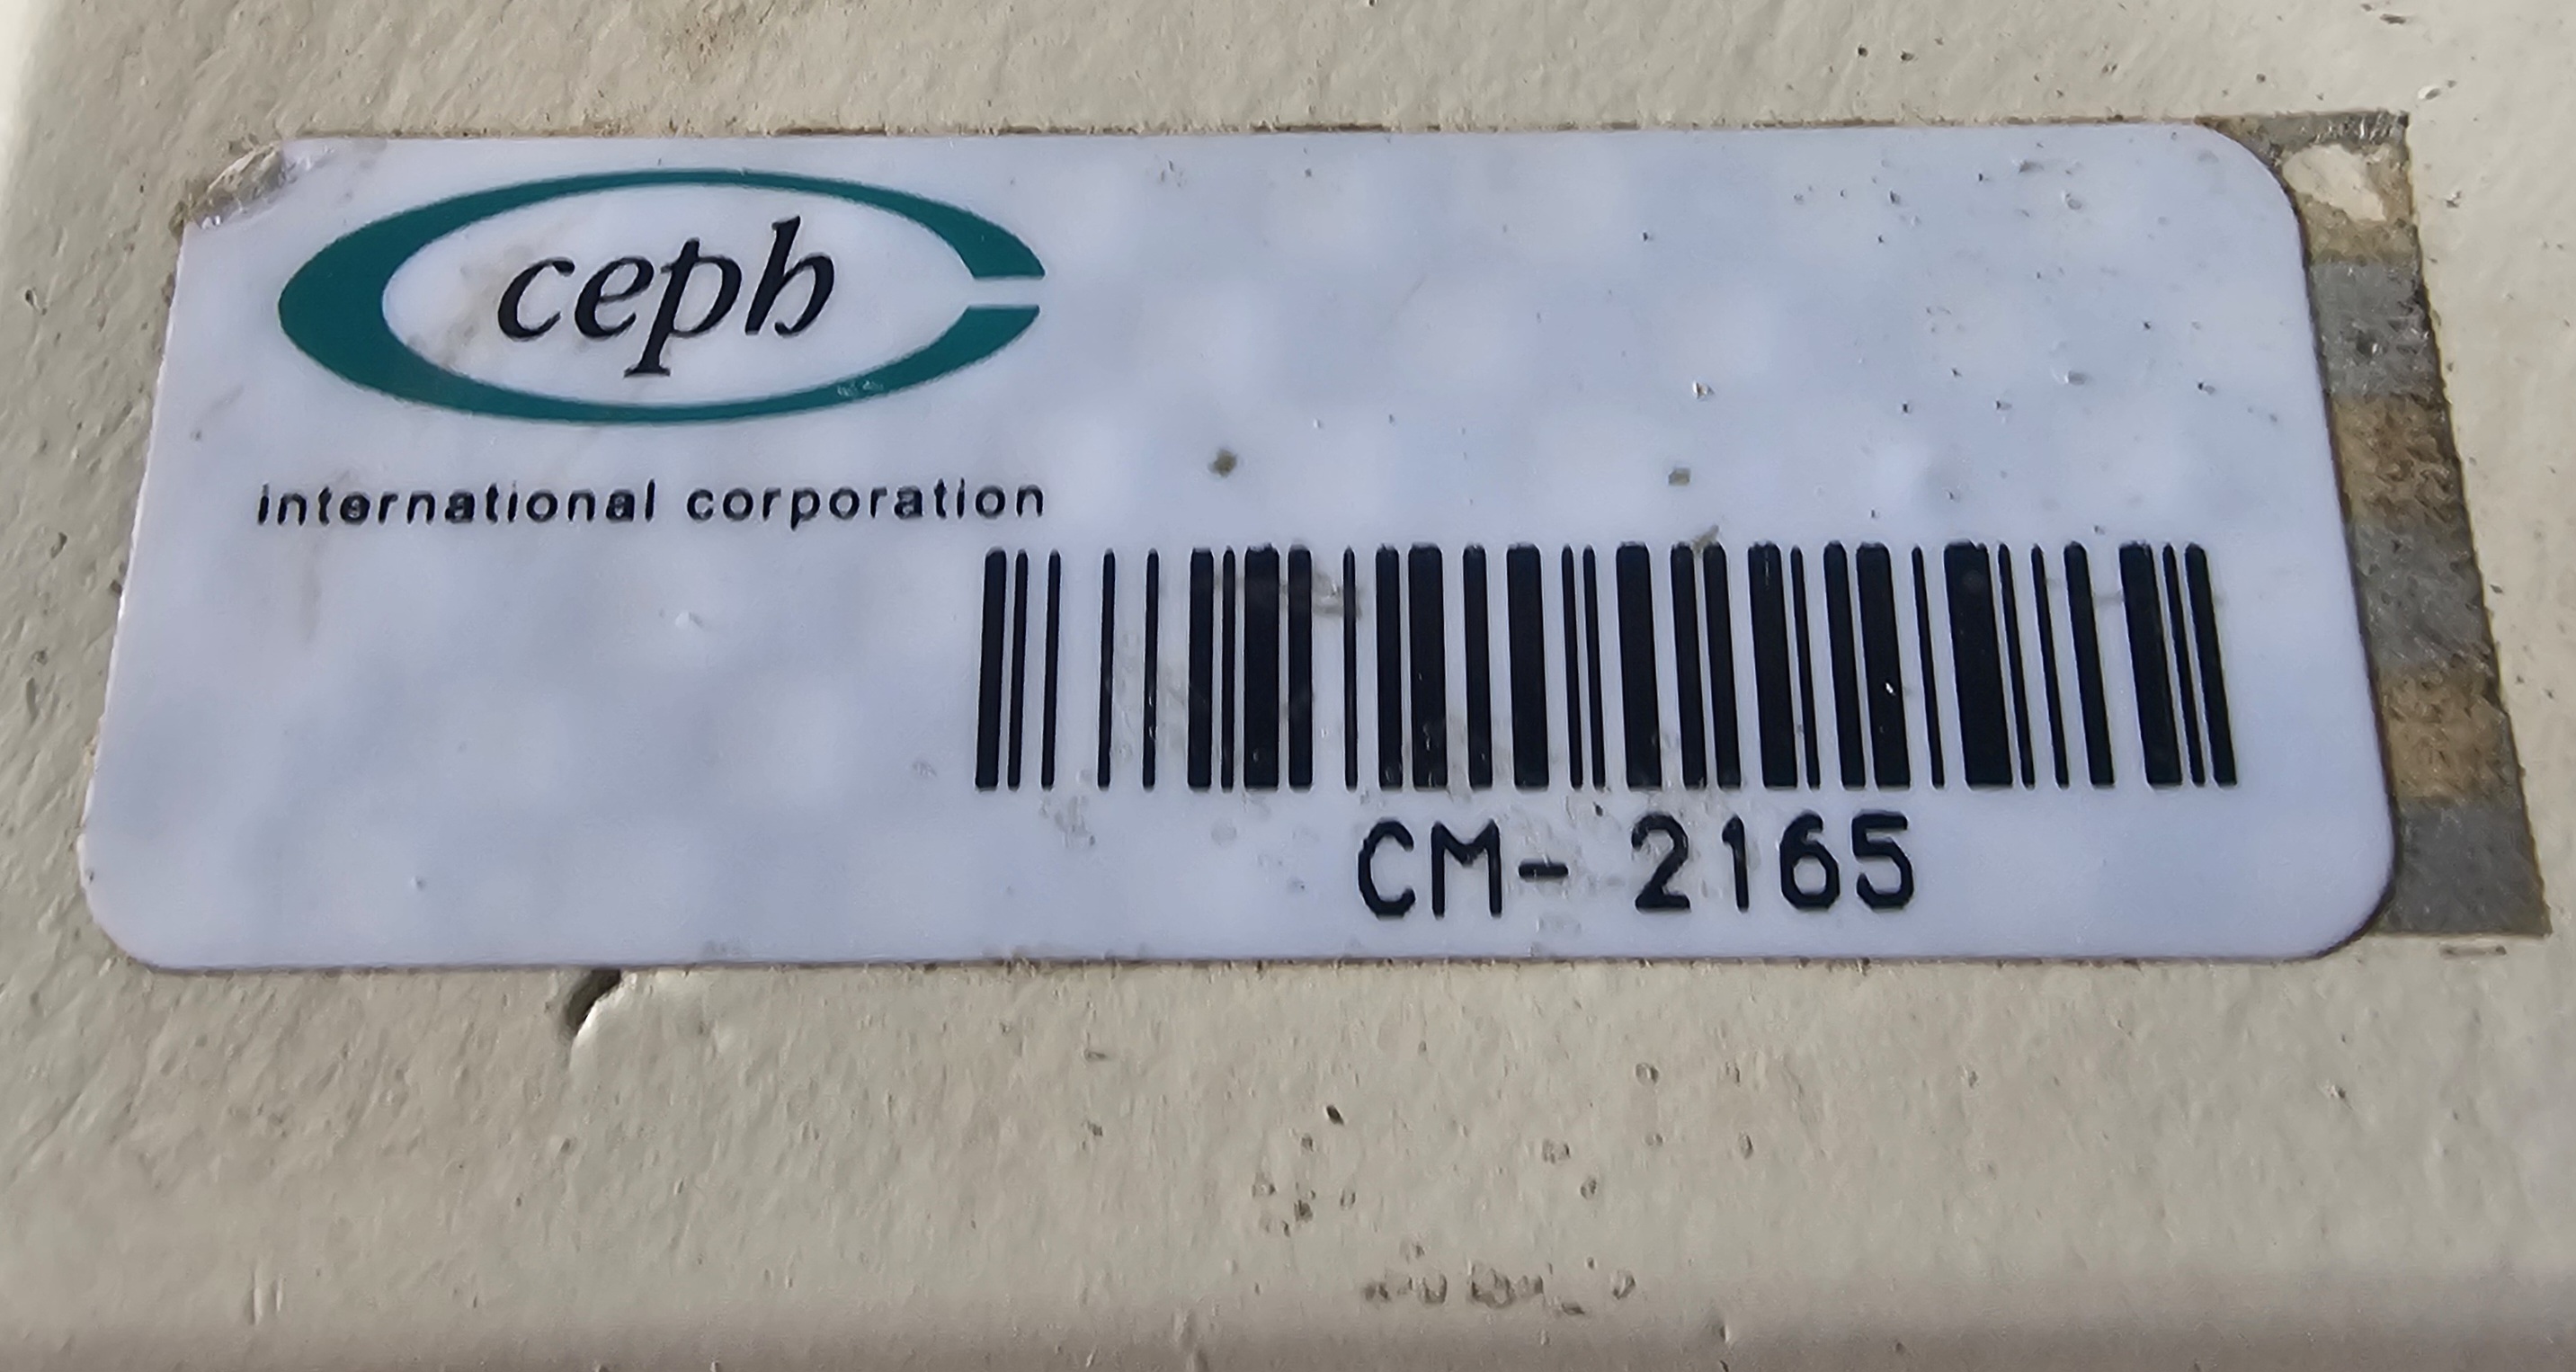 ceph
international corporation
CM- 2165